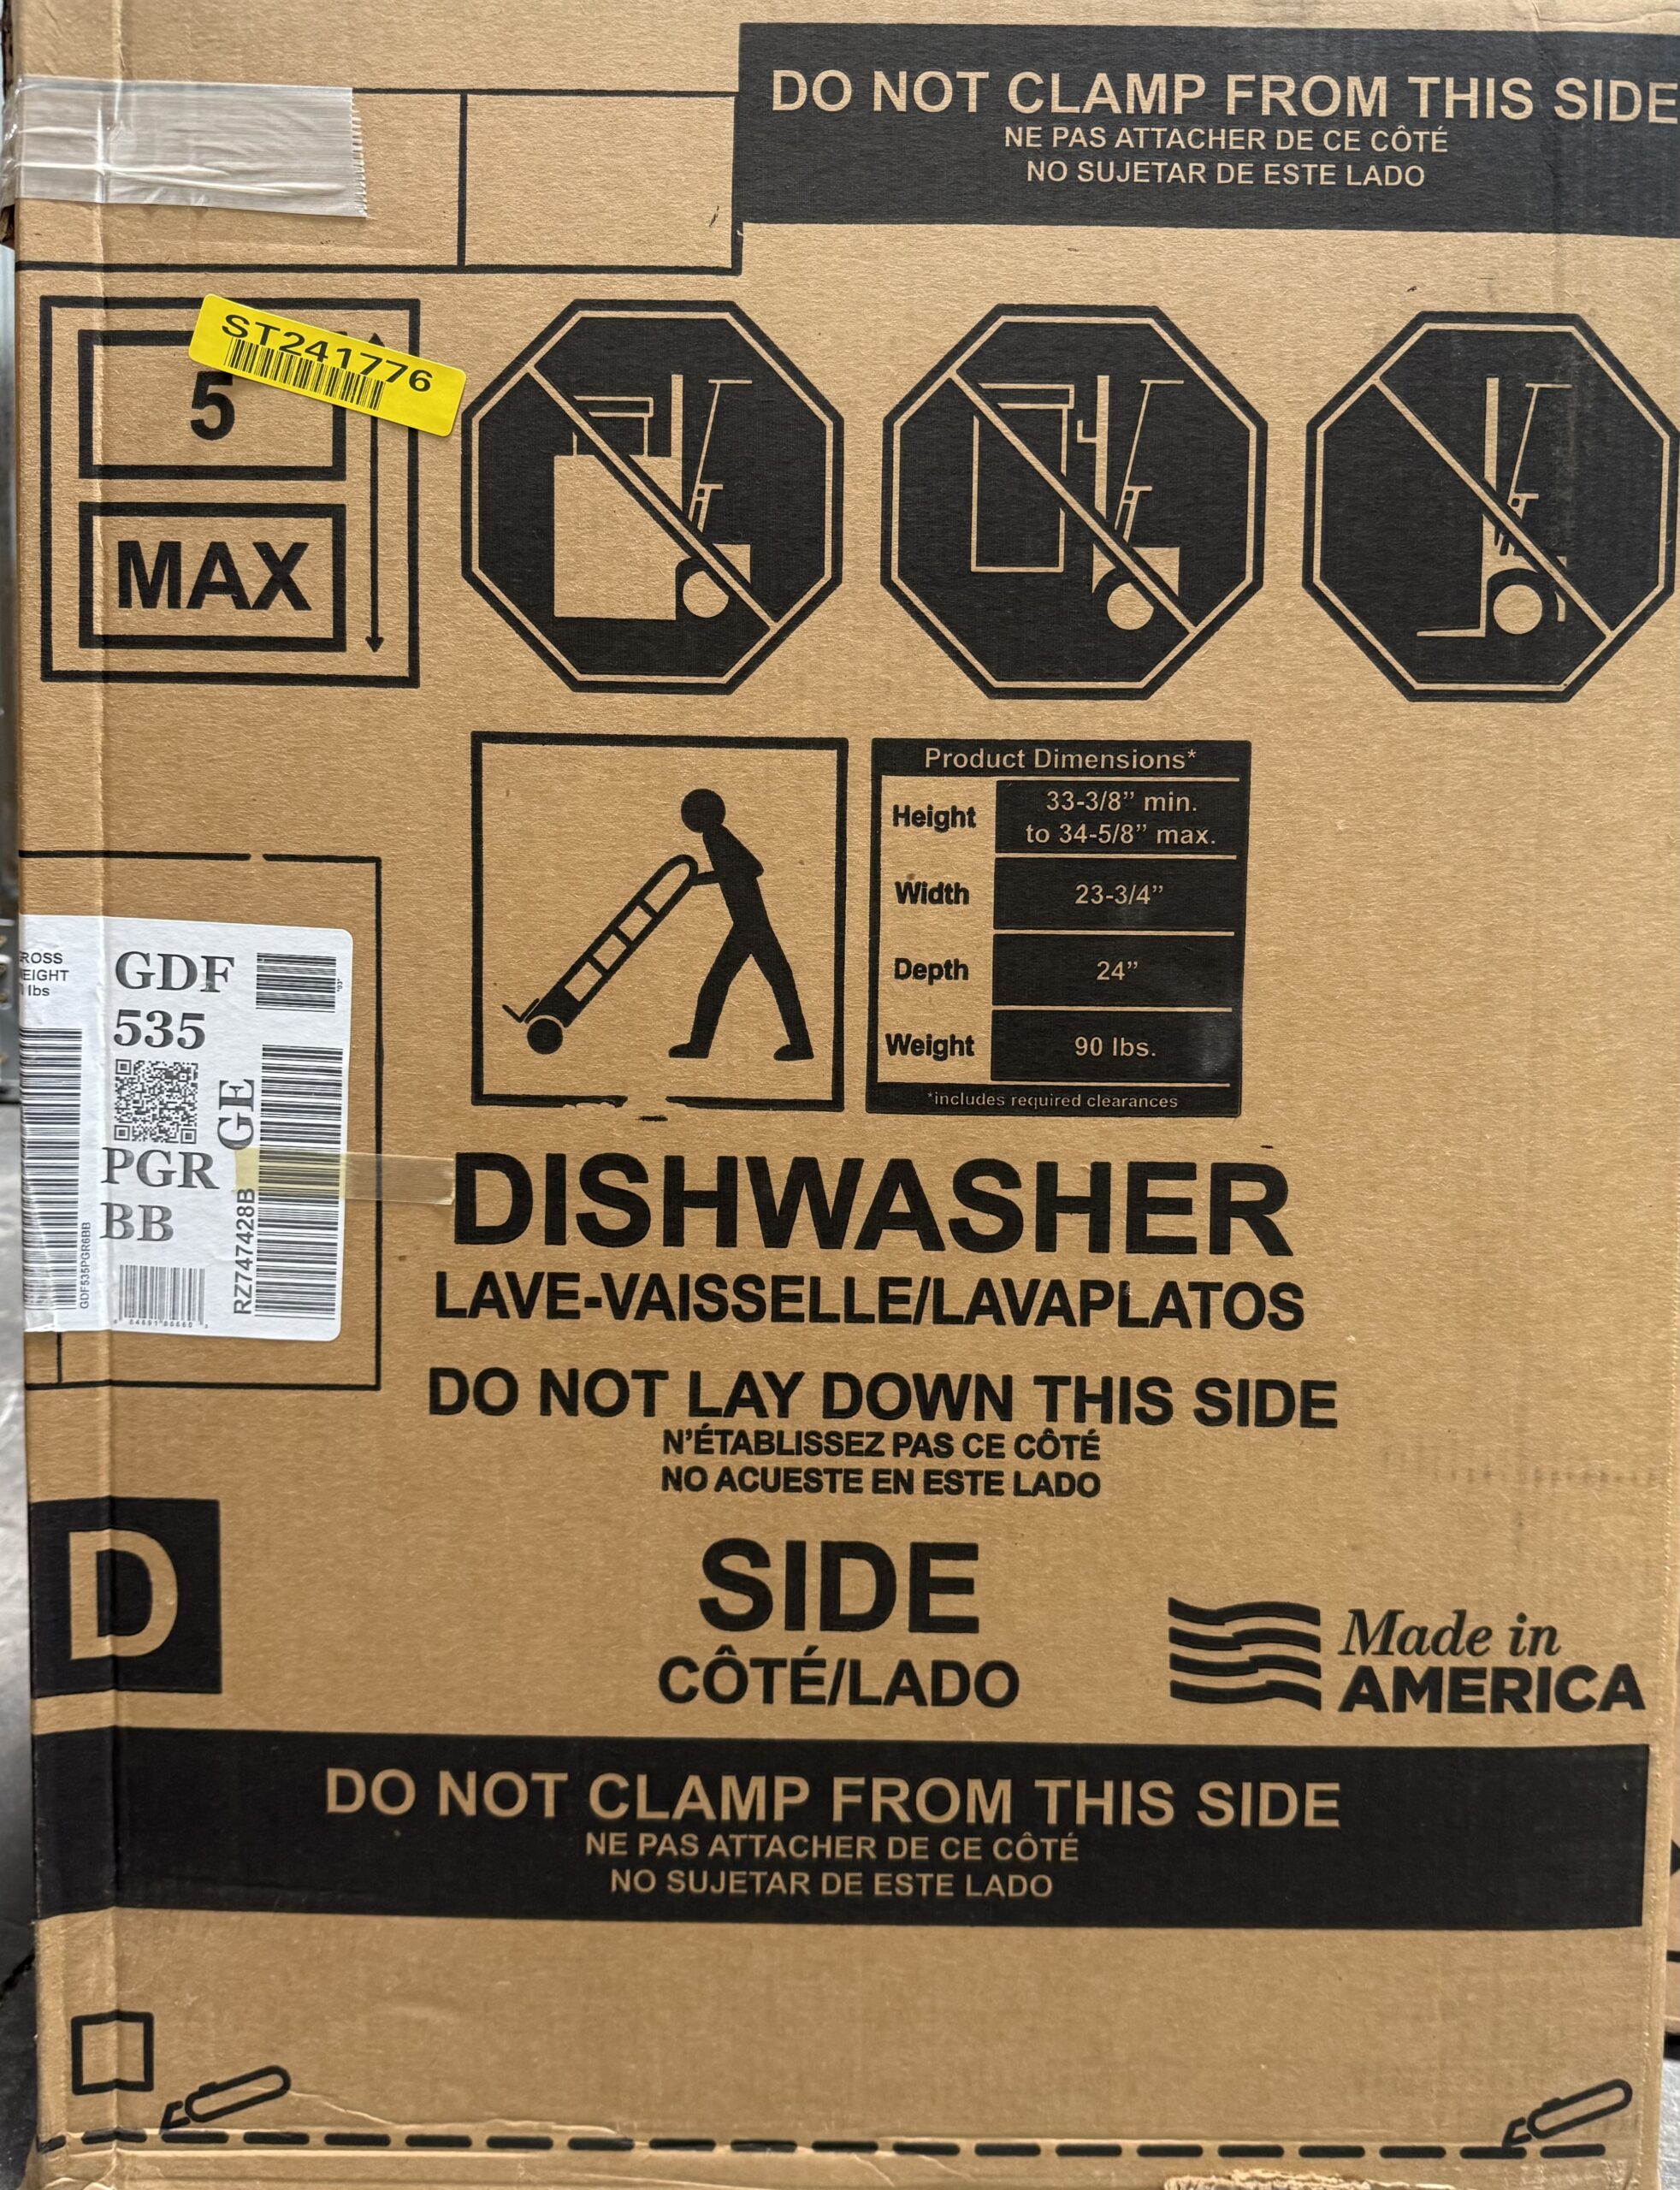 DO NOT CLAMP FROM THIS SIDE
NE PAS ATTACHER DE CE CÔTÉ
NO SUJETAR DE ESTE LADO
ST241776
5
MAX
Product Dimensions*
Height
33-3/8” min.
to 34-5/8” max.
Width
23-3/4”
Depth
24”
Weight
90 lbs.
*includes required clearances
ROSS
EIGHT
lbs
GDF
535
PGR
BB
GE
RZ747428B
GDF535PGR6BB
DISHWASHER
LAVE-VAISSELLE/LAVAPLATOS
DO NOT LAY DOWN THIS SIDE
N’ÉTABLISSEZ PAS CE CÔTÉ
NO ACUESTE EN ESTE LADO
D
SIDE
CÔTÉ/LADO
Made in
AMERICA
DO NOT CLAMP FROM THIS SIDE
NE PAS ATTACHER DE CE CÔTÉ
NO SUJETAR DE ESTE LADO